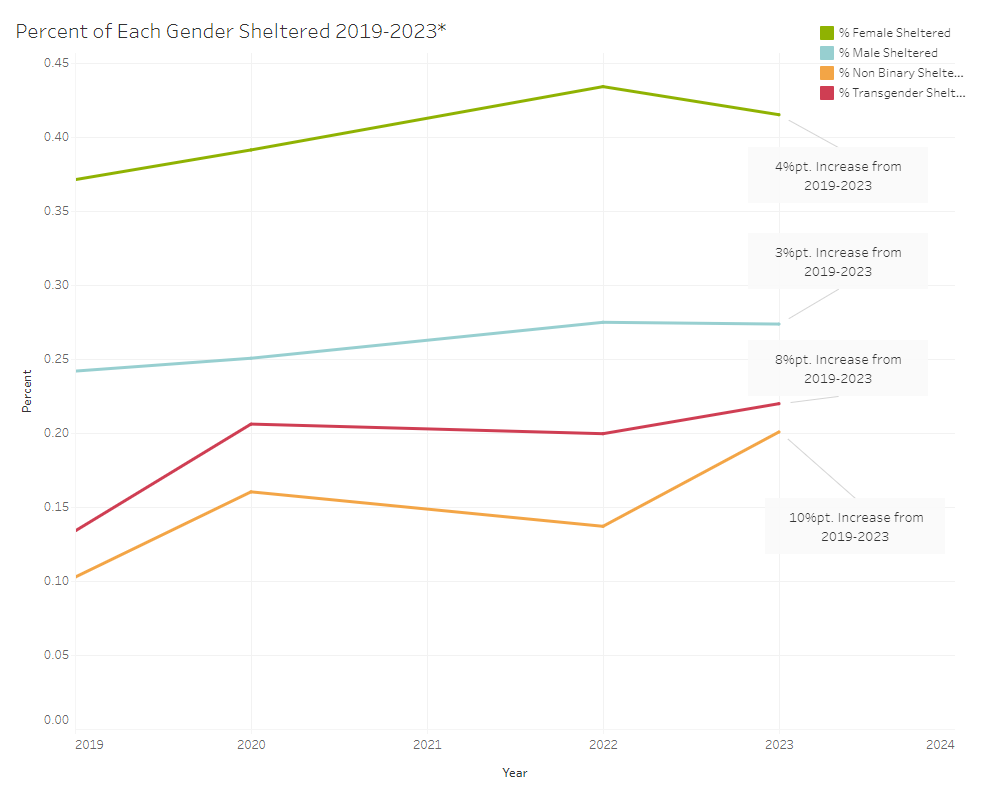 Percent of Each Gender Sheltered 2019-2023*
% Female Sheltered
% Male Sheltered
% Non Binary Shelte...
% Transgender Shelt...
0.45
0.40
0.35
0.30
0.25
0.20
0.15
0.10
0.05
0.00
Percent
4%pt. Increase from
2019-2023
3%pt. Increase from
2019-2023
8%pt. Increase from
2019-2023
10%pt. Increase from
2019-2023
2019
2020
2021
2022
2023
2024
Year